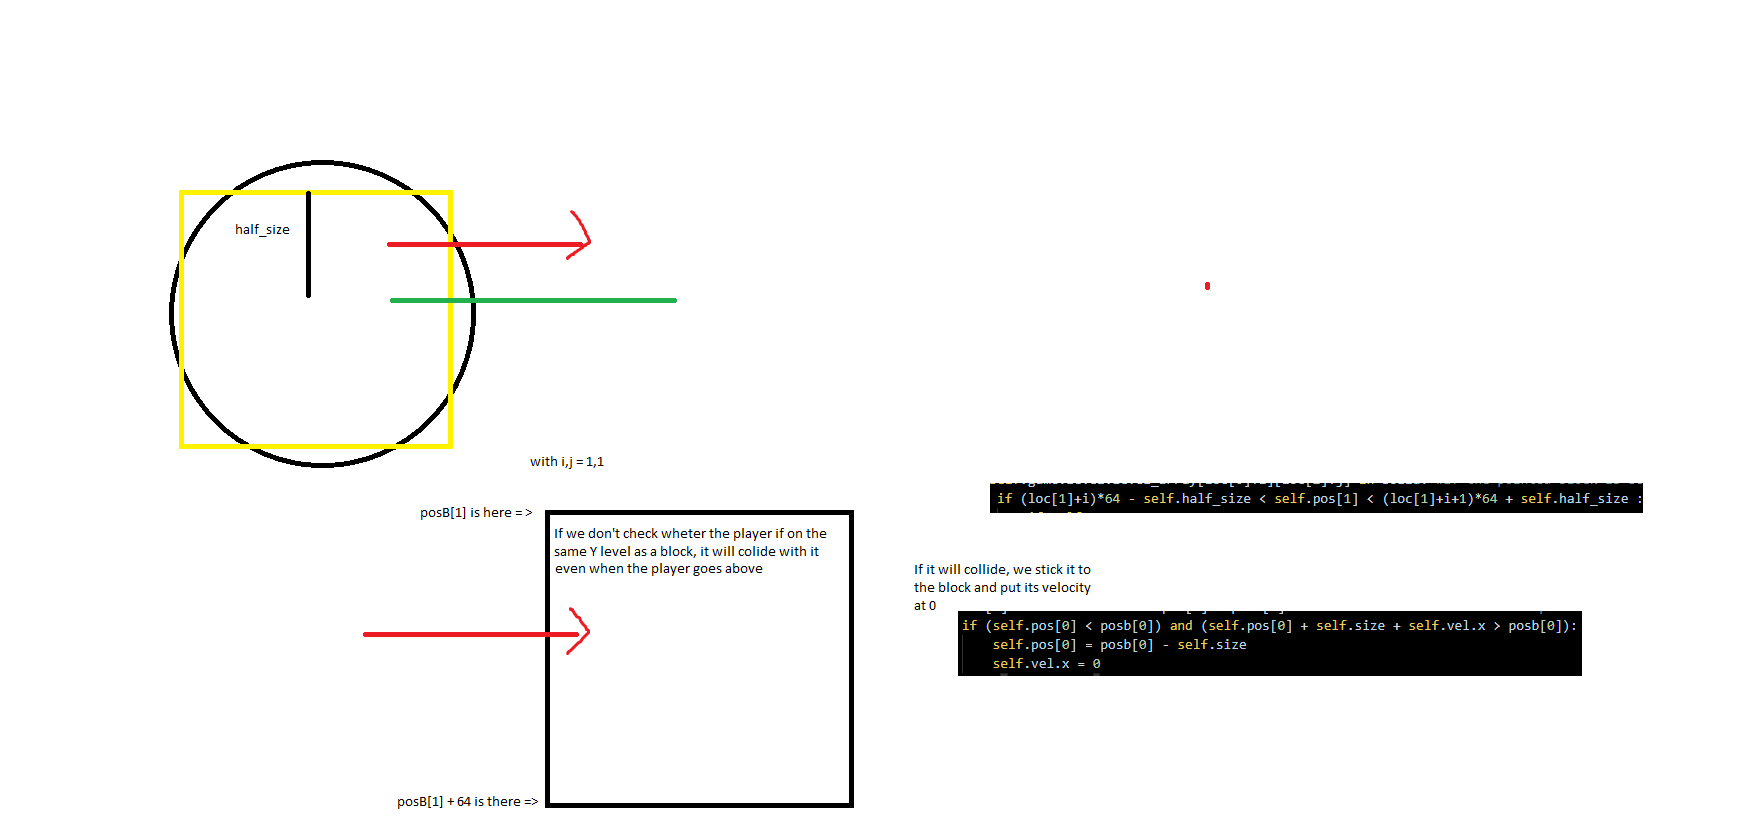 half_size
with i,j = 1,1
if (loc[1]+i)*64 - self.half_size < self.pos[1] < (loc[1]+i+1)*64 + self.half_size :
posB[1] is here = >
If we don't check wheter the player if on the
same Y level as a block, it will colide with it
even when the player goes above
If it will collide, we stick it to
the block and put its velocity
at 0
if (self.pos[0] < posb[0]) and (self.pos[0] + self.size + self.vel.x > posb[0]):
self.pos[0] = posb[0] - self.size
self.vel.x = 0
posB[1] + 64 is there =>